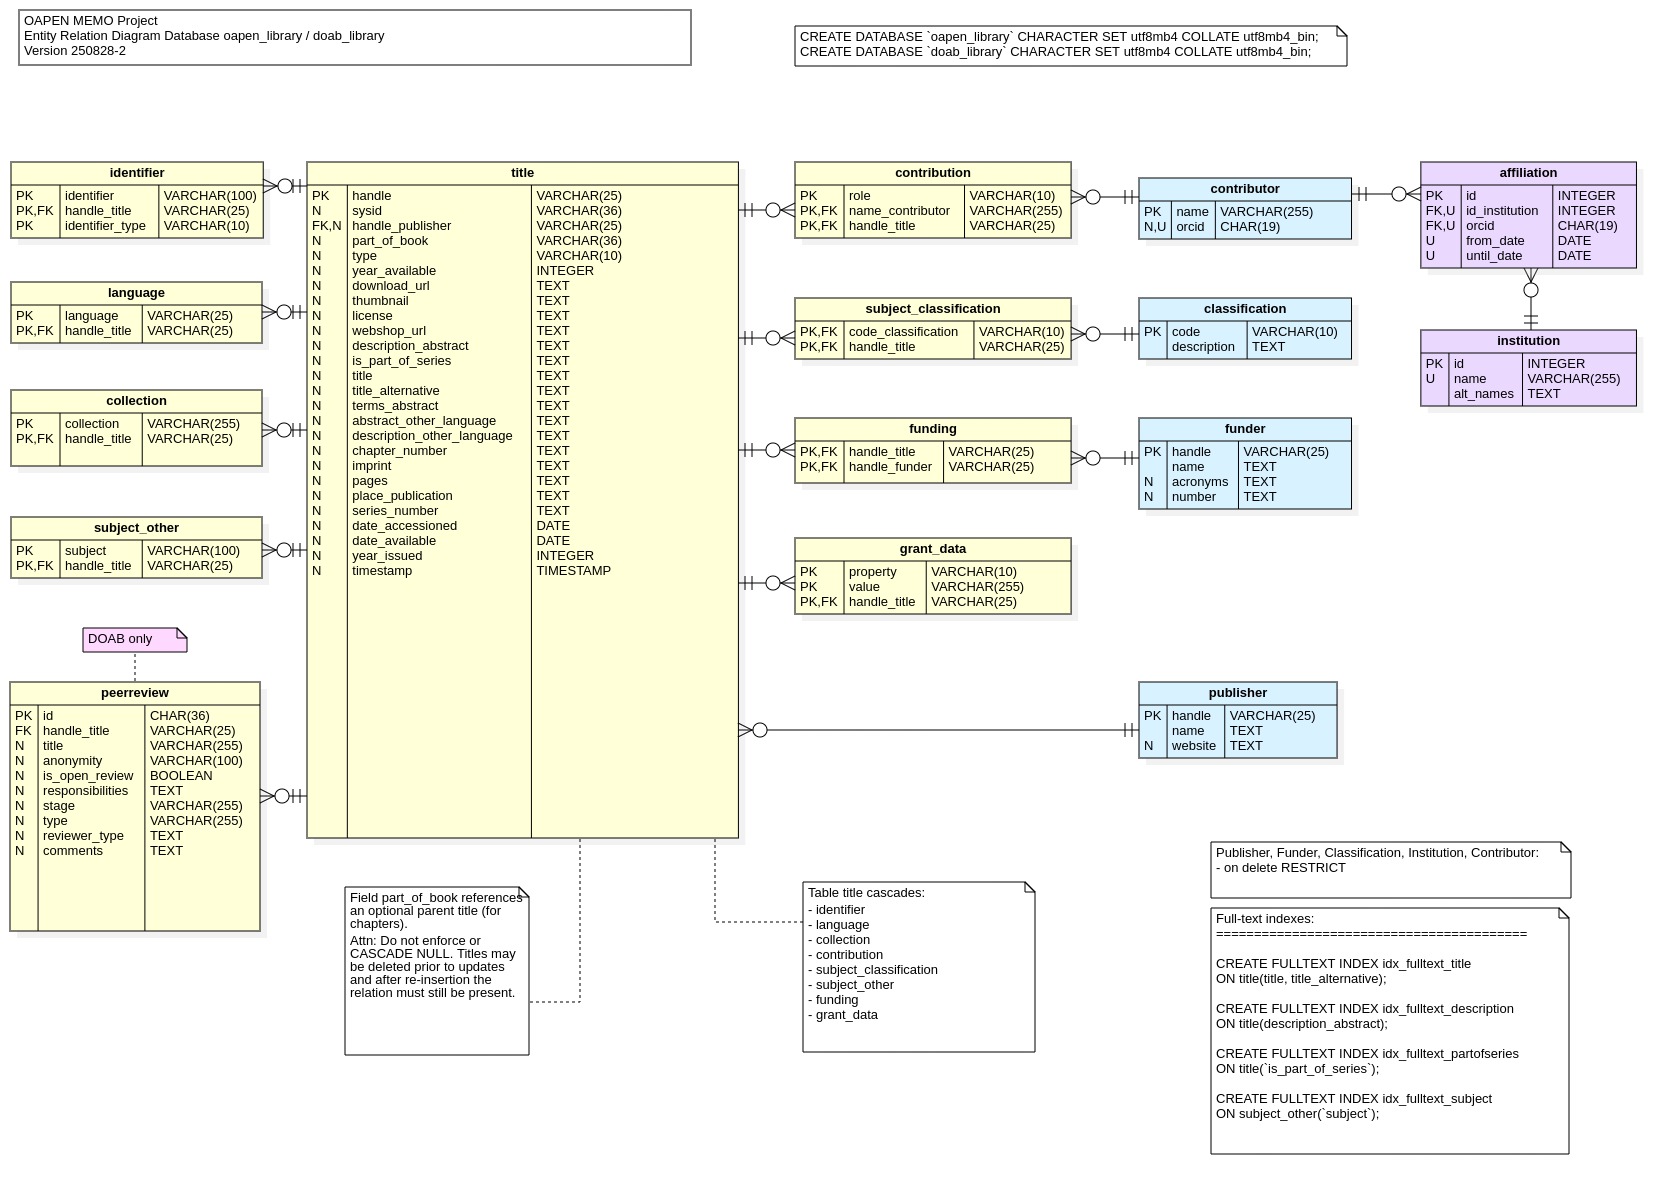 OAPEN MEMO Project
Entity Relation Diagram Database oapen_library / doab_library
Version 250828-2
CREATE DATABASE `oapen_library` CHARACTER SET utf8mb4 COLLATE utf8mb4_bin;
CREATE DATABASE `doab_library` CHARACTER SET utf8mb4 COLLATE utf8mb4_bin;
identifier
PK identifier VARCHAR(100)
PK,FK handle_title VARCHAR(25)
PK identifier_type VARCHAR(10)
language
PK language VARCHAR(25)
PK,FK handle_title VARCHAR(25)
collection
PK collection VARCHAR(255)
PK,FK handle_title VARCHAR(25)
subject_other
PK subject VARCHAR(100)
PK,FK handle_title VARCHAR(25)
DOAB only
peerreview
PK id CHAR(36)
FK handle_title VARCHAR(25)
N title VARCHAR(255)
N anonymity VARCHAR(100)
N is_open_review BOOLEAN
N responsibilities TEXT
N stage VARCHAR(255)
N type VARCHAR(255)
N reviewer_type TEXT
N comments TEXT
title
PK handle VARCHAR(25)
N sysid VARCHAR(36)
FK,N handle_publisher VARCHAR(25)
N part_of_book VARCHAR(36)
N type VARCHAR(10)
N year_available INTEGER
N download_url TEXT
N thumbnail TEXT
N license TEXT
N webshop_url TEXT
N description_abstract TEXT
N is_part_of_series TEXT
N title TEXT
N title_alternative TEXT
N terms_abstract TEXT
N abstract_other_language TEXT
N description_other_language TEXT
N chapter_number TEXT
N imprint TEXT
N pages TEXT
N place_publication TEXT
N series_number TEXT
N date_accessioned DATE
N date_available DATE
N year_issued INTEGER
N timestamp TIMESTAMP
contribution
PK role VARCHAR(10)
PK,FK name_contributor VARCHAR(255)
PK,FK handle_title VARCHAR(25)
contributor
PK name VARCHAR(255)
N,U orcid CHAR(19)
affiliation
PK id INTEGER
FK,U id_institution INTEGER
FK,U orcid CHAR(19)
U from_date DATE
U until_date DATE
subject_classification
PK,FK code_classification VARCHAR(10)
PK,FK handle_title VARCHAR(25)
classification
PK code VARCHAR(10)
description TEXT
institution
PK id INTEGER
U name VARCHAR(255)
alt_names TEXT
funding
PK,FK handle_title VARCHAR(25)
PK,FK handle_funder VARCHAR(25)
funder
PK handle VARCHAR(25)
name TEXT
N acronyms TEXT
N number TEXT
grant_data
PK property VARCHAR(10)
PK value VARCHAR(255)
PK,FK handle_title VARCHAR(25)
publisher
PK handle VARCHAR(25)
name TEXT
N website TEXT
Field part_of_book references
an optional parent title (for
chapters).
Attn: Do not enforce or
CASCADE NULL. Titles may
be deleted prior to updates
and after re-insertion the
relation must still be present.
Table title cascades:
- identifier
- language
- collection
- contribution
- subject_classification
- subject_other
- funding
- grant_data
Publisher, Funder, Classification, Institution, Contributor:
- on delete RESTRICT
Full-text indexes:
=========================================
CREATE FULLTEXT INDEX idx_fulltext_title
ON title(title, title_alternative);
CREATE FULLTEXT INDEX idx_fulltext_description
ON title(description_abstract);
CREATE FULLTEXT INDEX idx_fulltext_partofseries
ON title(`is_part_of_series`);
CREATE FULLTEXT INDEX idx_fulltext_subject
ON subject_other(`subject`);